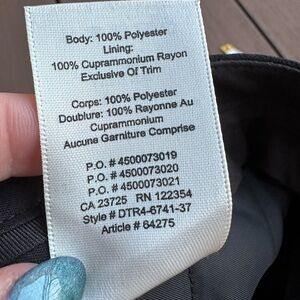 Body: 100% Polyester
Lining:
100% Cuprammonium Rayon
Exclusive Of Trim
Corps: 100% Polyester
Doublure: 100% Rayonne Au
Cuprammonium
Aucune Garniture Comprise
P.O. # 4500073019
P.O. # 4500073020
P.O. # 4500073021
CA 23725 RN 122354
Style # DTR4-6741-37
Article # 64275